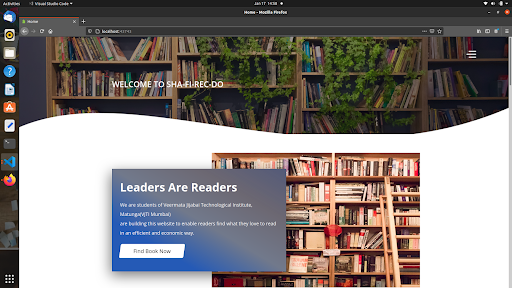 Activities
Visual Studio Code
Jan 17 14:38
Home - Mozilla Firefox
Home
localhost:45743
WELCOME TO SHA-FI-REC-DO
Leaders Are Readers
We are students of Veermata Jijabai Technological Institute,
Matunga(VJTI Mumbai)
are building this website to enable readers find what they love to read
in an efficient and economic way.
Find Book Now